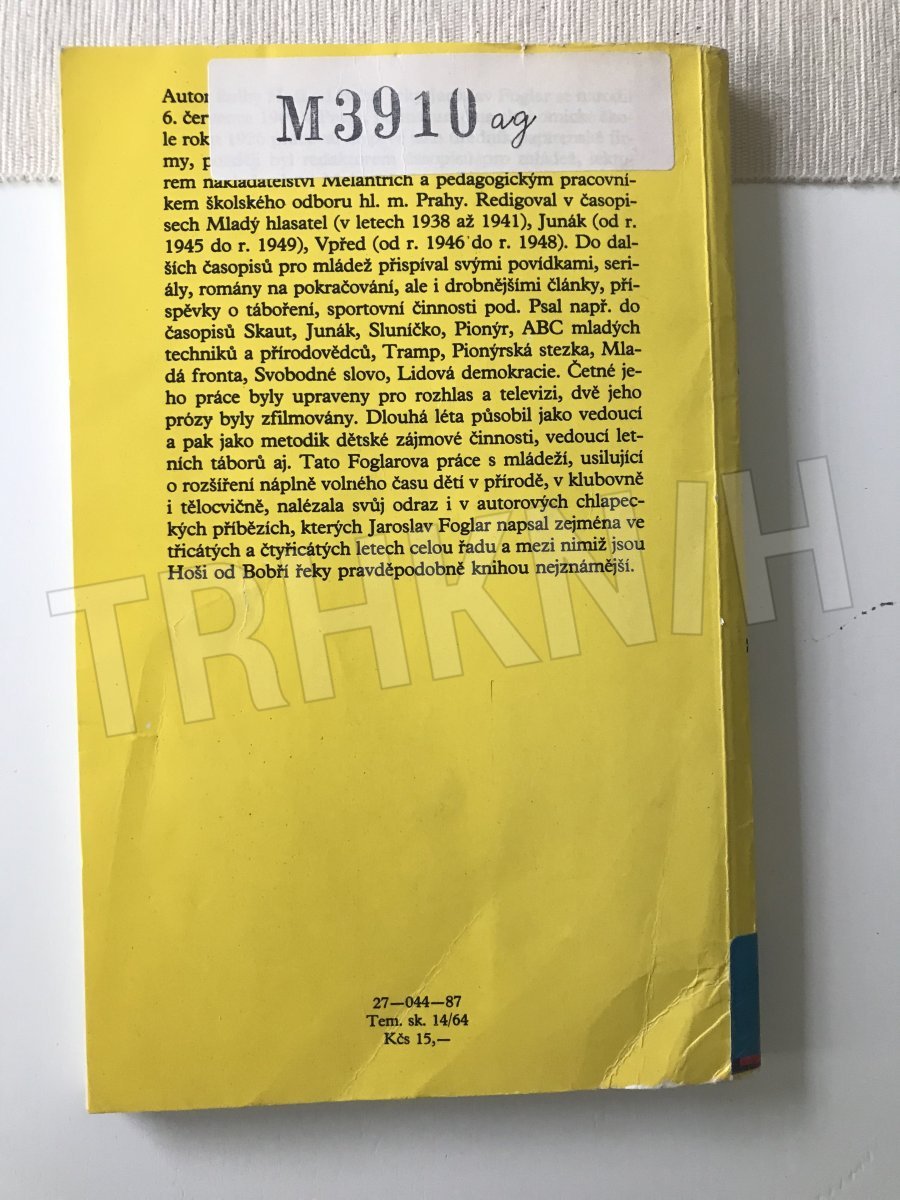 M3910 ag
Autor
6. čer
le rok
my, p
rem nakladatelství Melantrich a pedagogickým pracovní-
kem školského odboru hl. m. Prahy. Redigoval v časopi-
sech Mladý hlasatel (v letech 1938 až 1941), Junák (od r.
1945 do r. 1949), Vpřed (od r. 1946 do r. 1948). Do dal-
ších časopisů pro mládež přispíval svými povídkami, seri-
ály, romány na pokračování, ale i drobnějšími články, pří-
spěvky o táboření, sportovní činnosti pod. Psal např. do
časopisů Skaut, Junák, Sluníčko, Pionýr, ABC mladých
techniků a přírodovědců, Tramp, Pionýrská stezka, Mla-
dá fronta, Svobodné slovo, Lidová demokracie. Četné je-
ho práce byly upraveny pro rozhlas a televizi, dvě jeho
prózy byly zfilmovány. Dlouhá léta působil jako vedoucí
a pak jako metodik dětské zájmové činnosti, vedoucí let-
ních táborů aj. Tato Foglarova práce s mládeží, usilující
o rozšíření náplně volného času dětí v přírodě, v klubovně
i tělocvičně, nalézala svůj odraz i v autorových chlapec-
kých příbězích, kterých Jaroslav Foglar napsal zejména ve
třicátých a čtyřicátých letech celou řadu a mezi nimiž jsou
Hoši od Bobří řeky pravděpodobně knihou nejznámější.
TRHKNIH
27—044—87
Tem. sk. 14/64
Kčs 15,—